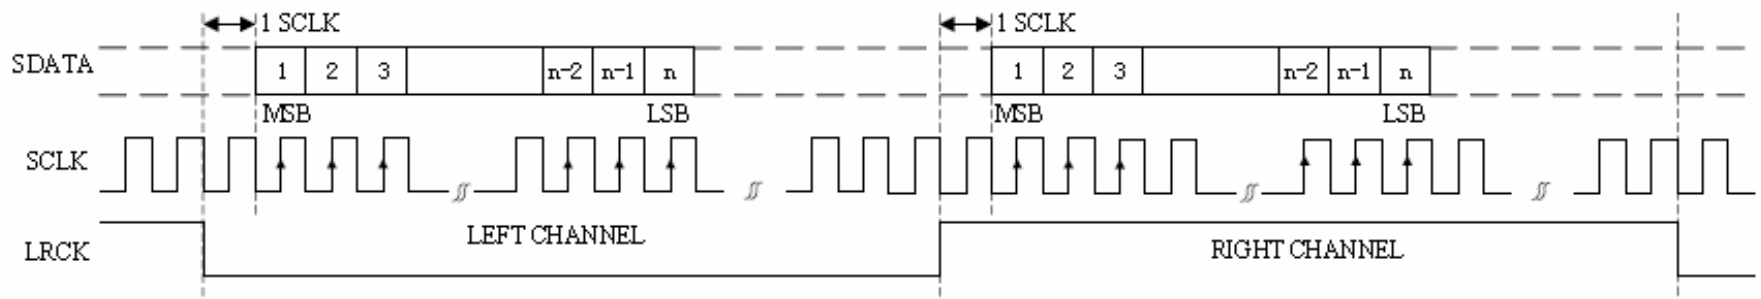 1 SCLK 1 SCLK
SDATA 1 2 3 n-2 n-1 n 1 2 3 n-2 n-1 n
MSB LSB MSB LSB
SCLK
LRCK LEFT CHANNEL RIGHT CHANNEL